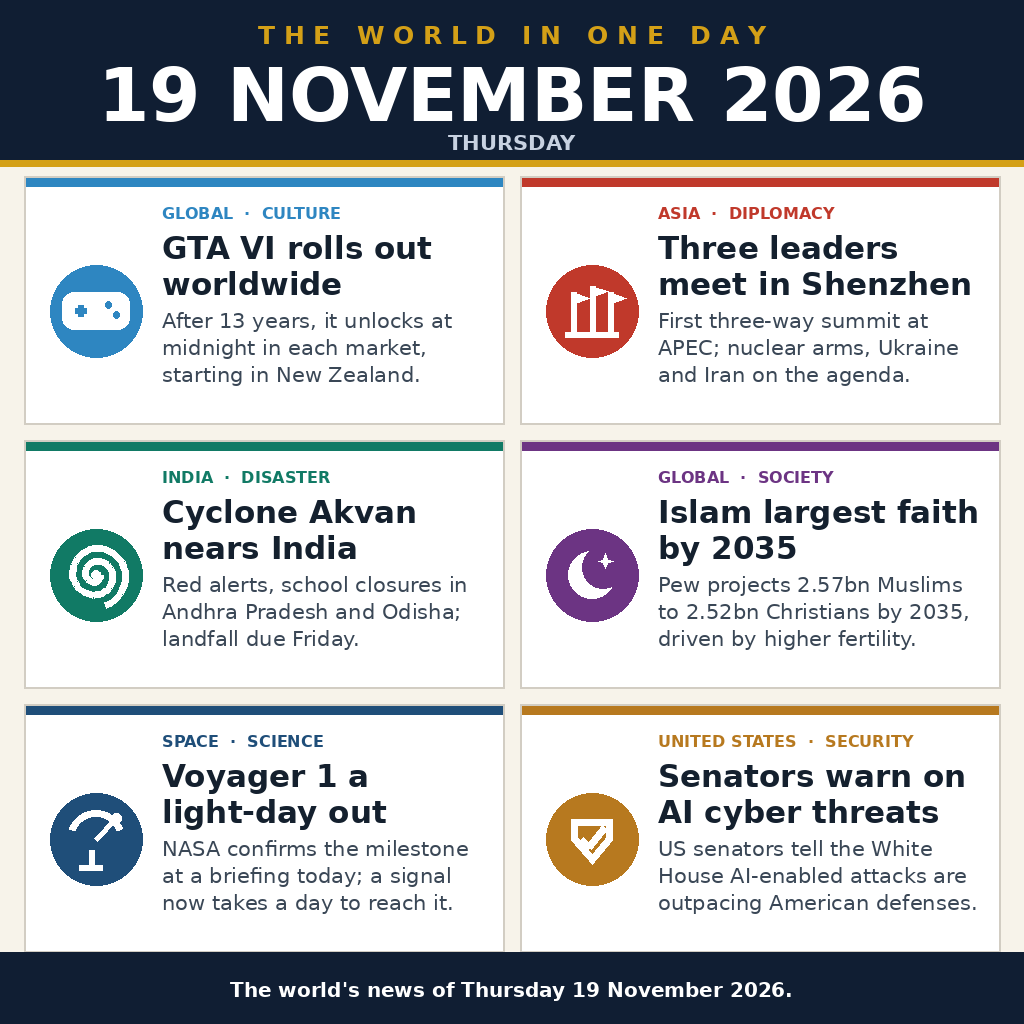 THE WORLD IN ONE DAY
19 NOVEMBER 2026
THURSDAY
GLOBAL · CULTURE
GTA VI rolls out
worldwide
After 13 years, it unlocks at
midnight in each market,
starting in New Zealand.
ASIA · DIPLOMACY
Three leaders
meet in Shenzhen
First three-way summit at
APEC; nuclear arms, Ukraine
and Iran on the agenda.
INDIA · DISASTER
Cyclone Akvan
nears India
Red alerts, school closures in
Andhra Pradesh and Odisha;
landfall due Friday.
GLOBAL · SOCIETY
Islam largest faith
by 2035
Pew projects 2.57bn Muslims
to 2.52bn Christians by 2035,
driven by higher fertility.
SPACE · SCIENCE
Voyager 1 a
light-day out
NASA confirms the milestone
at a briefing today; a signal
now takes a day to reach it.
UNITED STATES · SECURITY
Senators warn on
AI cyber threats
US senators tell the White
House AI-enabled attacks are
outpacing American defenses.
The world's news of Thursday 19 November 2026.